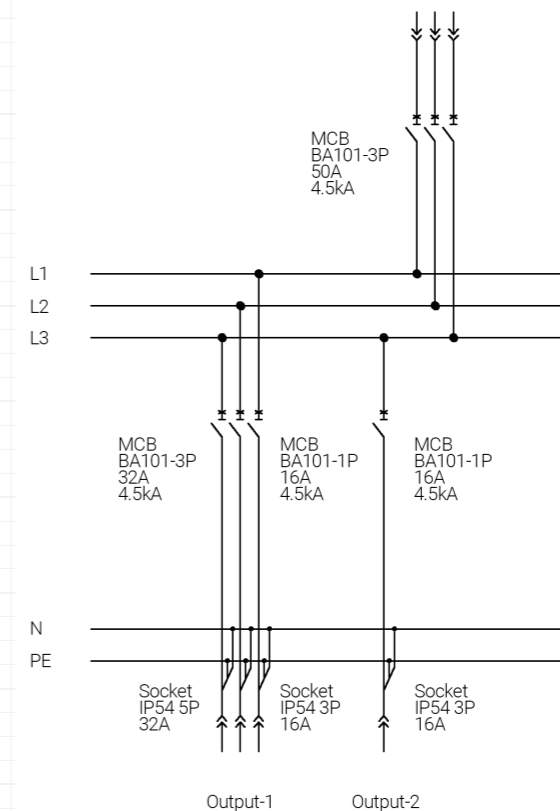 MCB
BA101-3P
50A
4.5kA
L1
L2
L3
MCB
BA101-3P
32A
4.5kA
MCB
BA101-1P
16A
4.5kA
MCB
BA101-1P
16A
4.5kA
N
PE
Socket
IP54 5P
32A
Socket
IP54 3P
16A
Socket
IP54 3P
16A
Output-1
Output-2